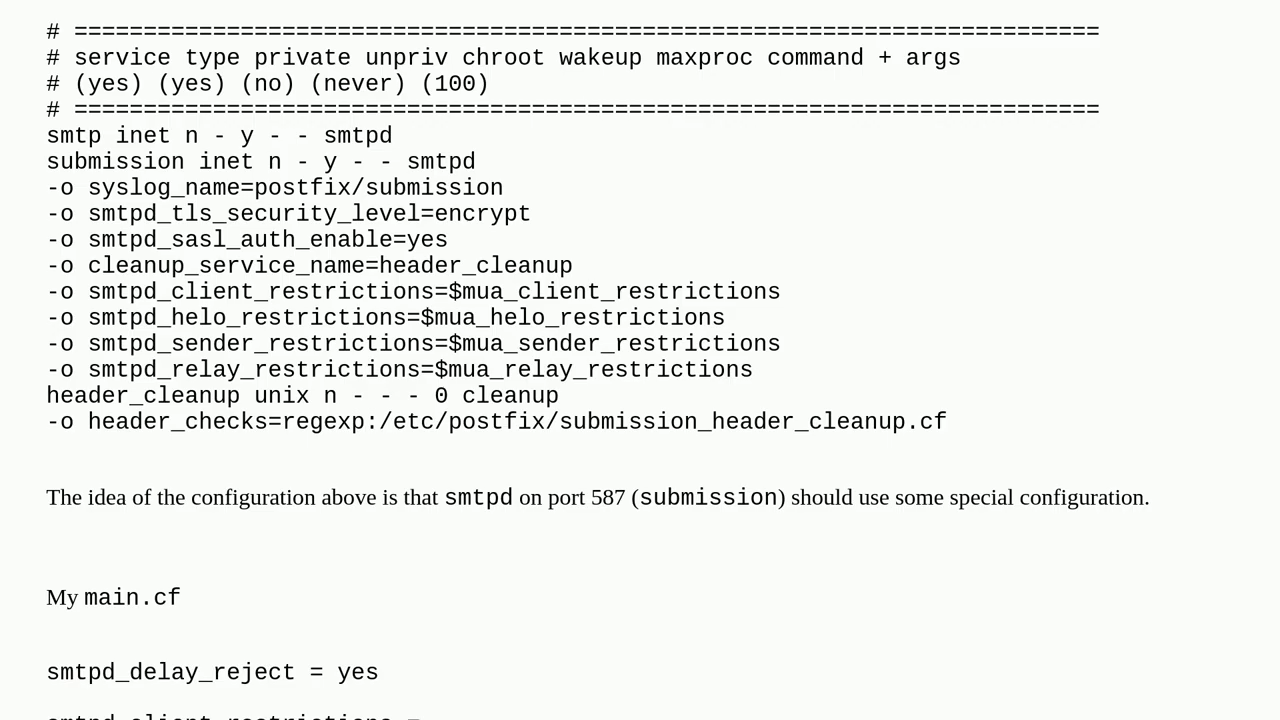 # ==========================================================================
# service type private unpriv chroot wakeup maxproc command + args
# (yes) (yes) (no) (never) (100)
# ==========================================================================
smtp inet n - y - - smtpd
submission inet n - y - - smtpd
-o syslog_name=postfix/submission
-o smtpd_tls_security_level=encrypt
-o smtpd_sasl_auth_enable=yes
-o cleanup_service_name=header_cleanup
-o smtpd_client_restrictions=$mua_client_restrictions
-o smtpd_helo_restrictions=$mua_helo_restrictions
-o smtpd_sender_restrictions=$mua_sender_restrictions
-o smtpd_relay_restrictions=$mua_relay_restrictions
header_cleanup unix n - - - 0 cleanup
-o header_checks=regexp:/etc/postfix/submission_header_cleanup.cf
The idea of the configuration above is that smtpd on port 587 (submission) should use some special configuration.
My main.cf
smtpd_delay_reject = yes
smtpd_client_restrictions =